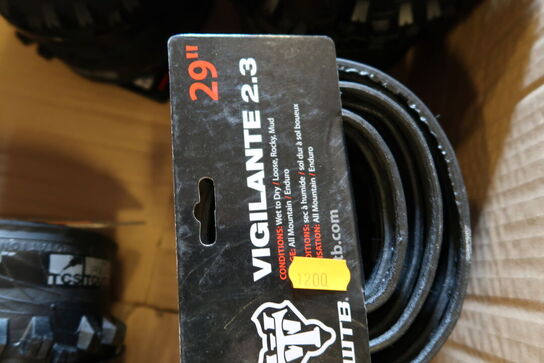 29"
VIGILANTE 2.3
CONDITIONS: Wet to Dry / Loose, Rocky, Mud
All Mountain / Enduro
sec à humide / sol dur à sol boueux
All Mountain / Enduro
1200
WTB.
TCS